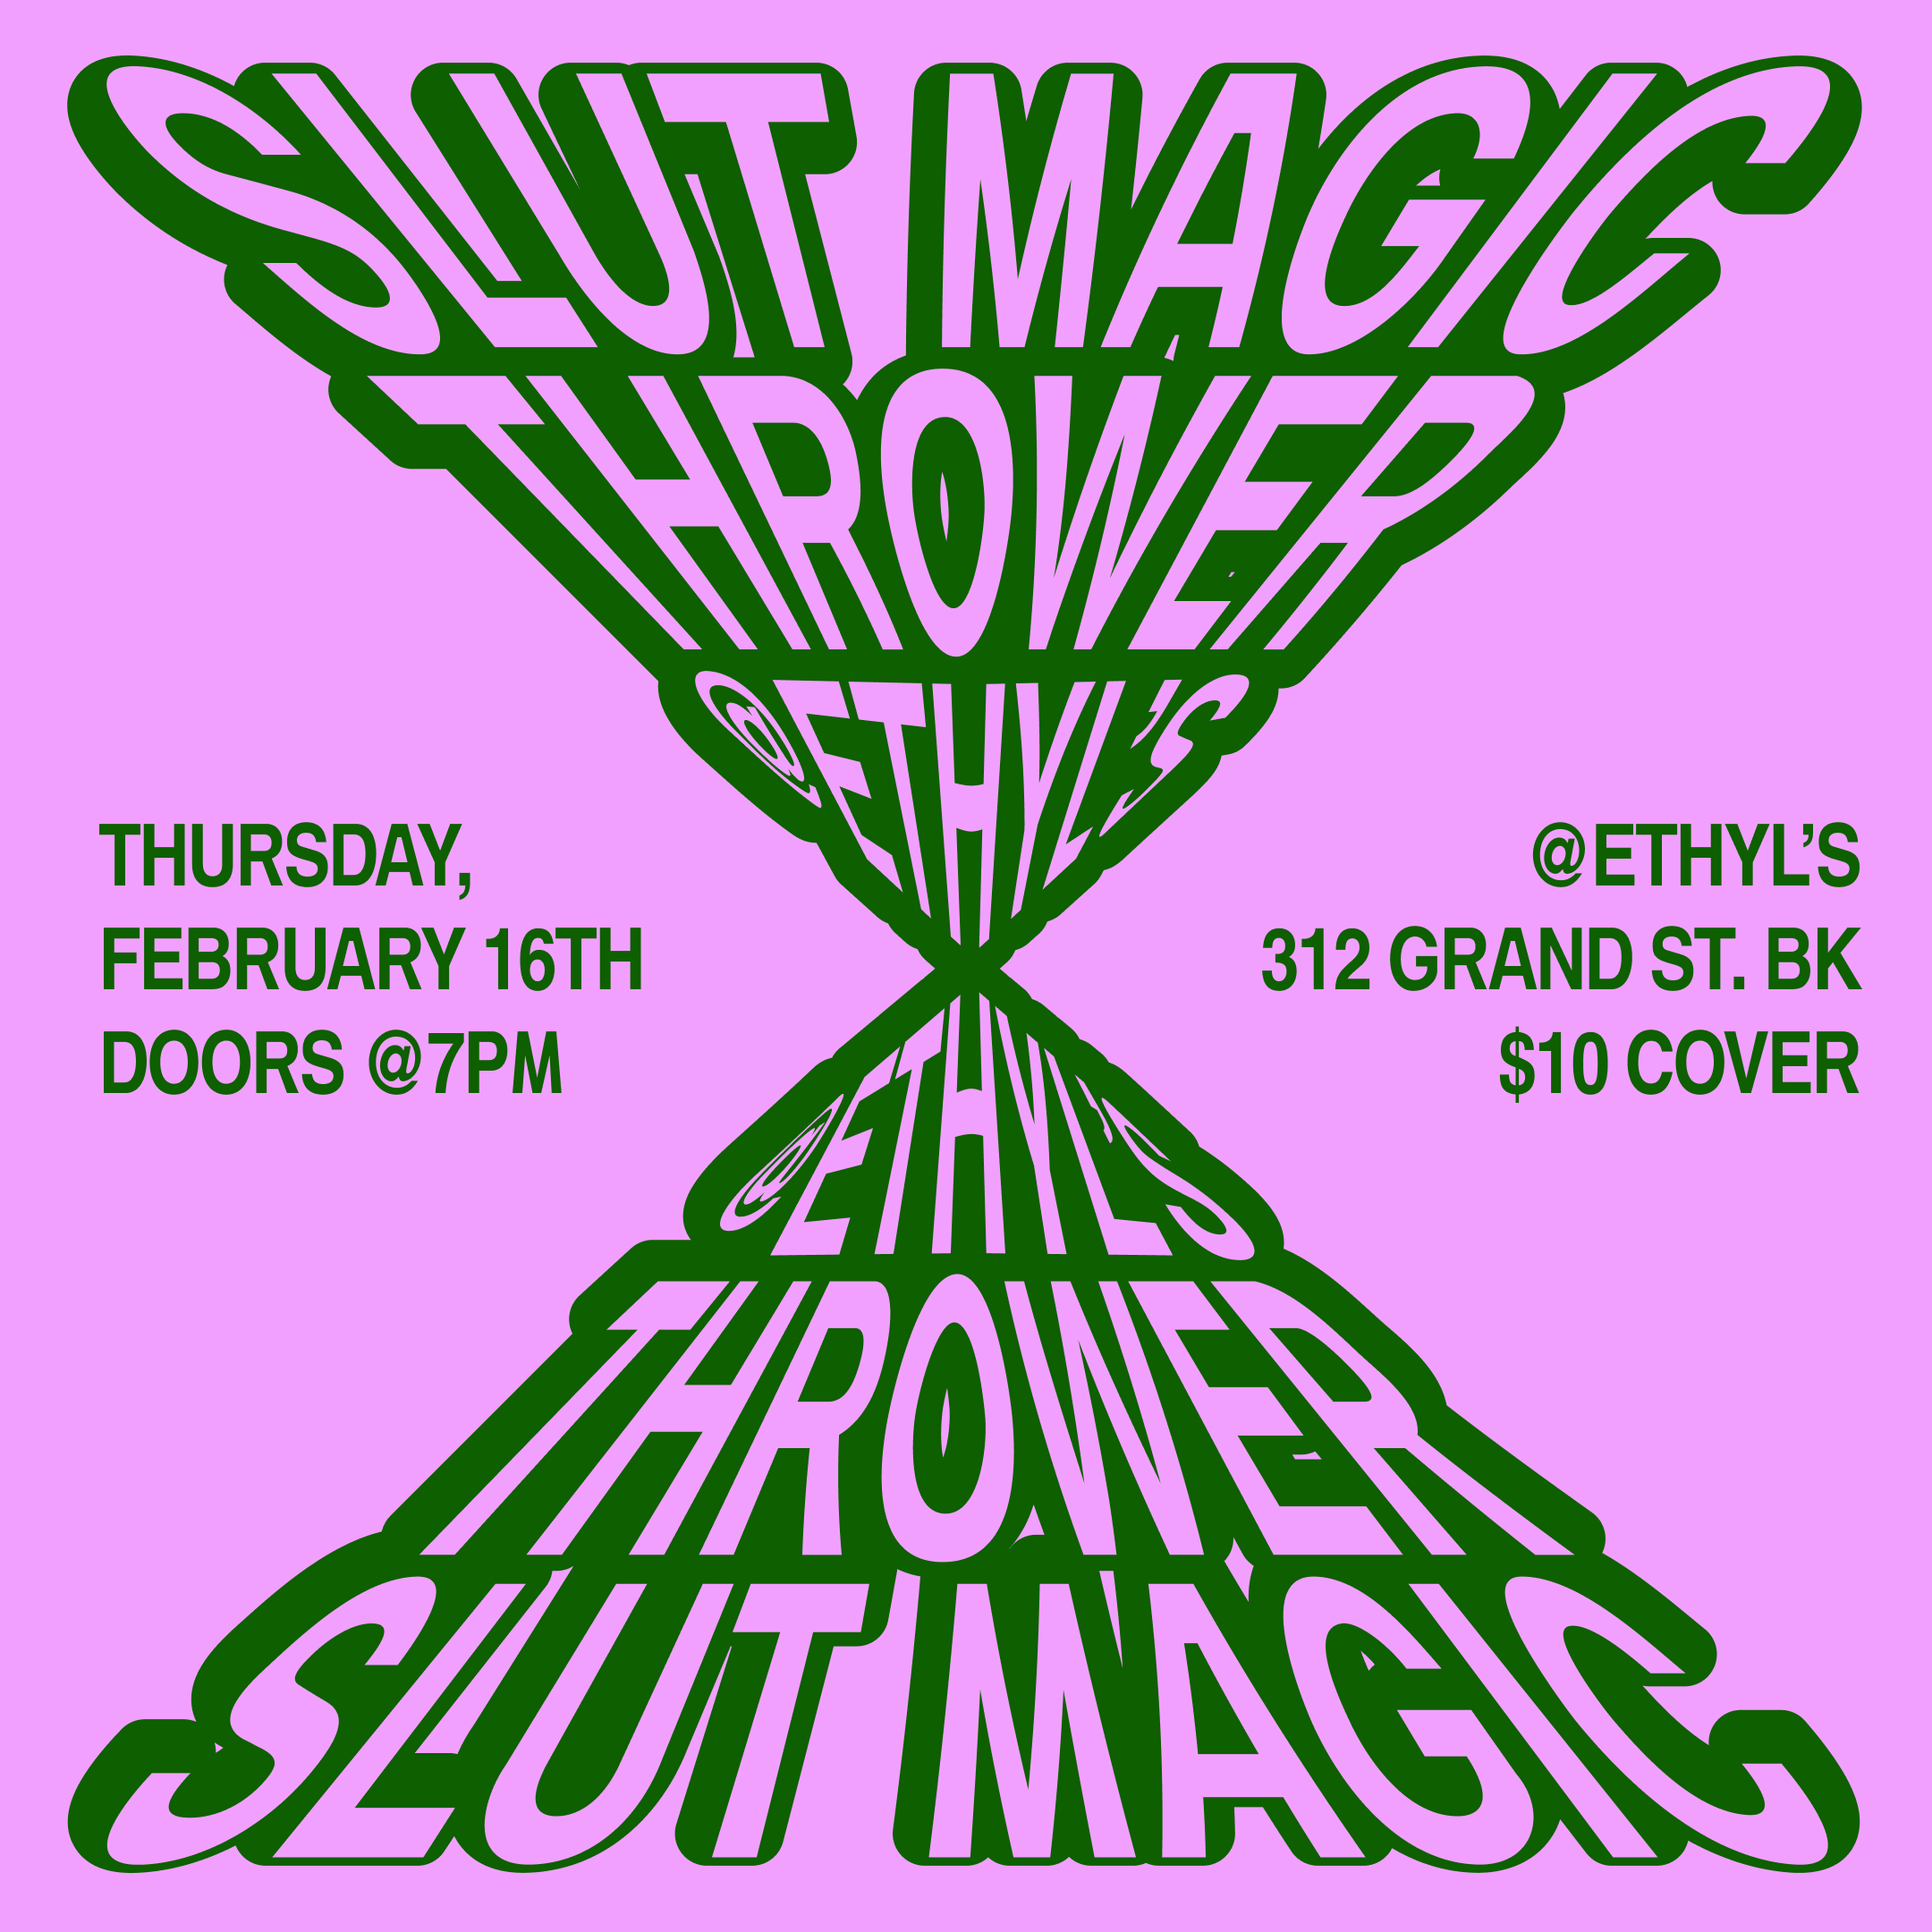 SLUT MAGIC
THROWER
@ETHYL'S
THURSDAY,
FEBRUARY 16TH
DOORS @7PM
@ETHYL'S
312 GRAND ST. BK
$10 COVER
@ETHYL'S
THROWER
SLUT MAGIC